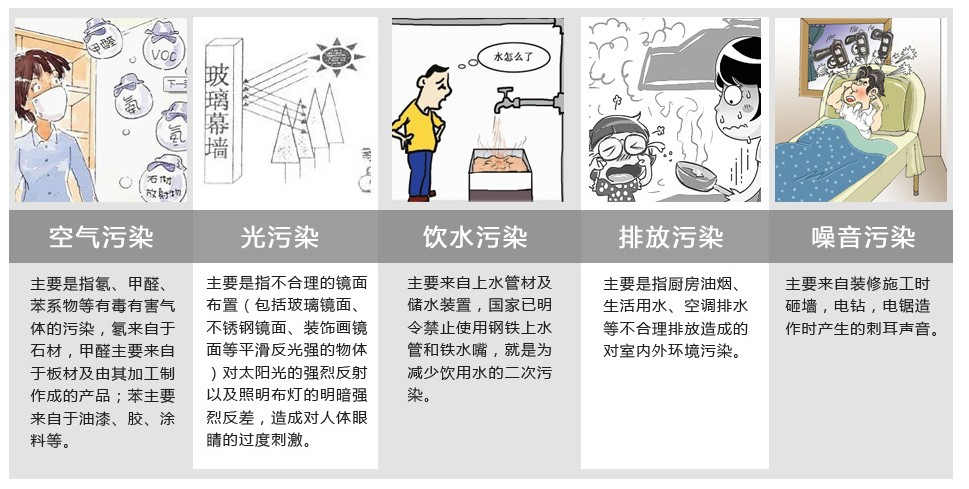 甲醛
VOC
氨
氡
石材
放射物
玻璃幕墙
水怎么了
空气污染
光污染
饮水污染
排放污染
噪音污染
主要是指氡、甲醛、
苯系物等有毒有害气
体的污染，氡来自于
石材，甲醛主要来自
于板材及由其加工制
作成的产品；苯主要
来自于油漆、胶、涂
料等。
主要是指不合理的镜面
布置（包括玻璃镜面、
不锈钢镜面、装饰画镜
面等平滑反光强的物体
）对太阳光的强烈反射
以及照明布灯的明暗强
烈反差，造成对人体眼
睛的过度刺激。
主要来自上水管材及
储水装置，国家已明
令禁止使用钢铁上水
管和铁水嘴，就是为
减少饮用水的二次污
染。
主要是指厨房油烟、
生活用水、空调排水
等不合理排放造成的
对室内外环境污染。
主要来自装修施工时
砸墙，电钻，电锯造
作时产生的刺耳声音。